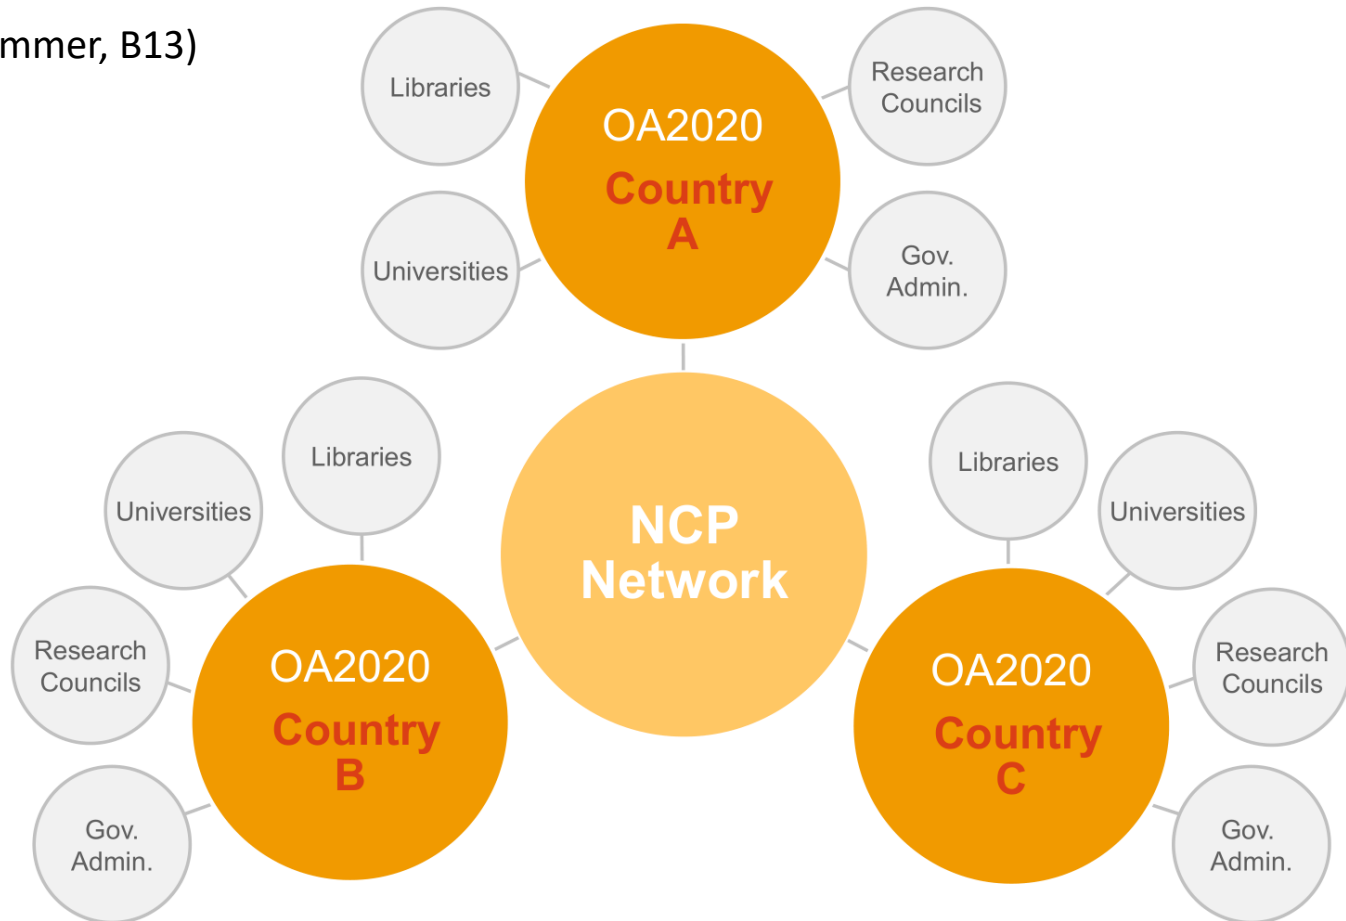 mmer, B13)
Libraries
Research
Councils
OA2020
Country
A
Universities
Gov.
Admin.
Libraries
Universities
Research
Councils
Gov.
Admin.
OA2020
Country
B
NCP
Network
Libraries
Universities
Research
Councils
Gov.
Admin.
OA2020
Country
C